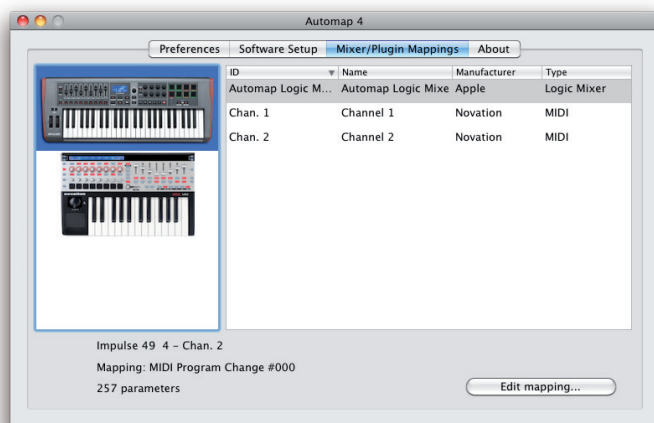 Automap 4
Preferences Software Setup Mixer/Plugin Mappings About
ID Name Manufacturer Type
Automap Logic M... Automap Logic Mixe Apple Logic Mixer
Chan. 1 Channel 1 Novation MIDI
Chan. 2 Channel 2 Novation MIDI
Impulse 49 4 – Chan. 2
Mapping: MIDI Program Change #000
257 parameters
Edit mapping...